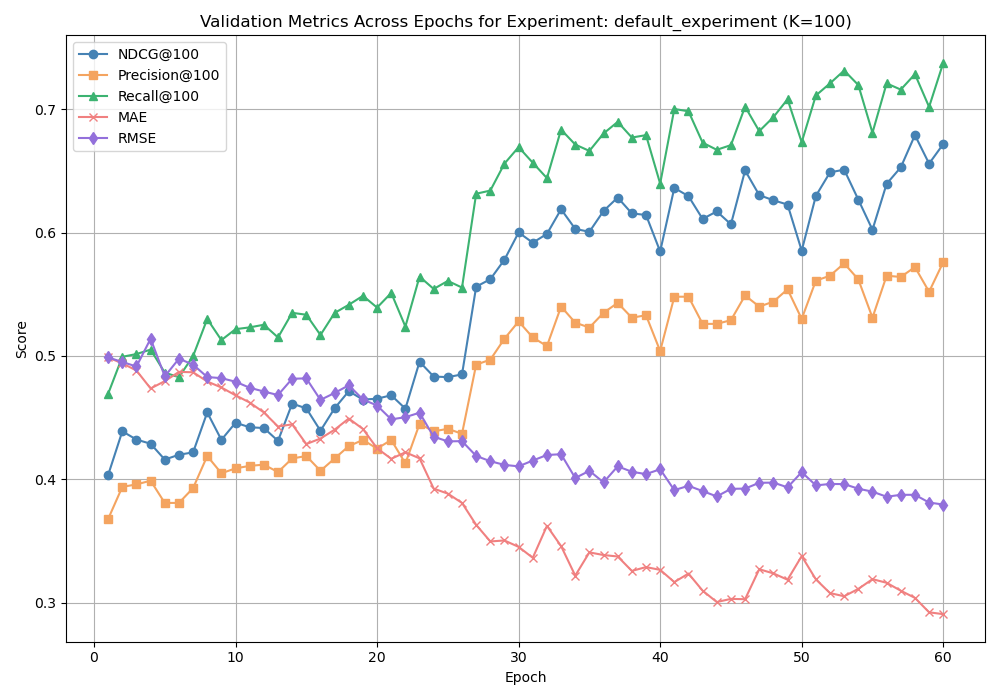 Validation Metrics Across Epochs for Experiment: default_experiment (K=100)
NDCG@100
Precision@100
Recall@100
MAE
RMSE
Score
0.7
0.6
0.5
0.4
0.3
0 10 20 30 40 50 60
Epoch